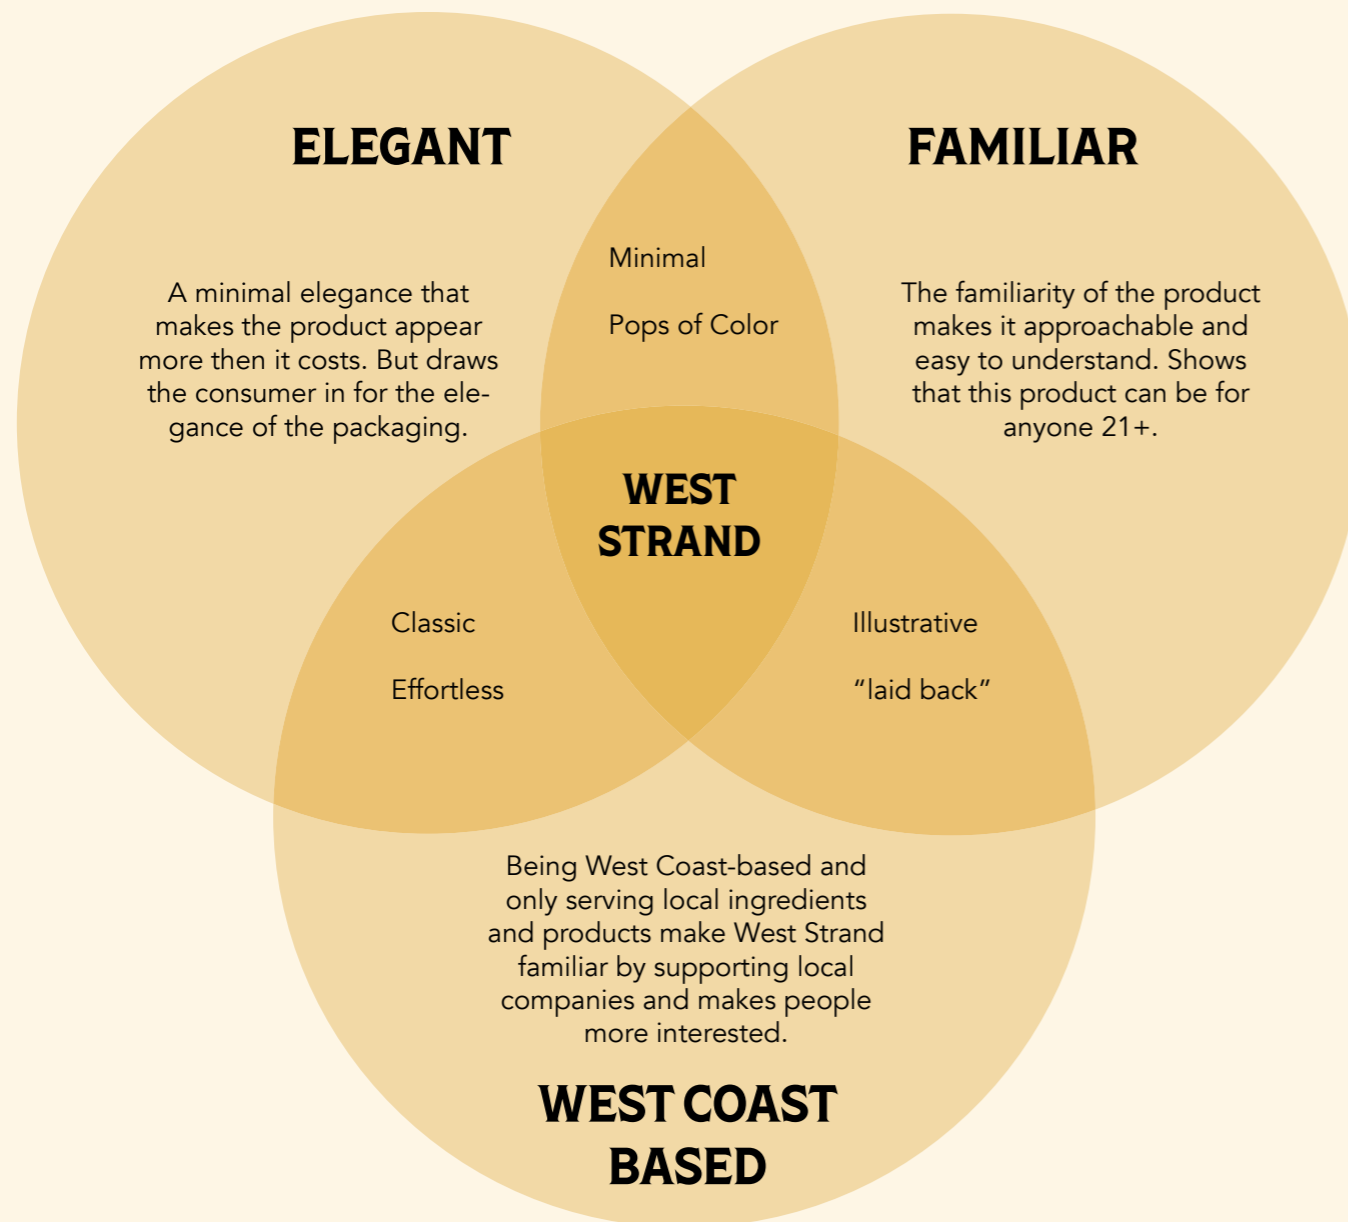 ELEGANT
A minimal elegance that
makes the product appear
more then it costs. But draws
the consumer in for the ele-
gance of the packaging.
FAMILIAR
The familiarity of the product
makes it approachable and
easy to understand. Shows
that this product can be for
anyone 21+.
Minimal
Pops of Color
WEST
STRAND
Classic
Effortless
Illustrative
“laid back”
Being West Coast-based and
only serving local ingredients
and products make West Strand
familiar by supporting local
companies and makes people
more interested.
WEST COAST
BASED